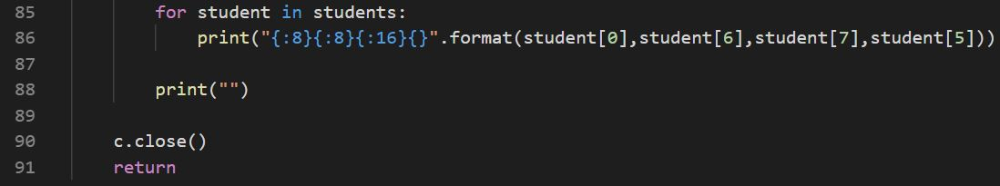 85 for student in students:
86 print("{:8}{:8}{:16}{}".format(student[0],student[6],student[7],student[5]))
87
88 print("")
89
90 c.close()
91 return